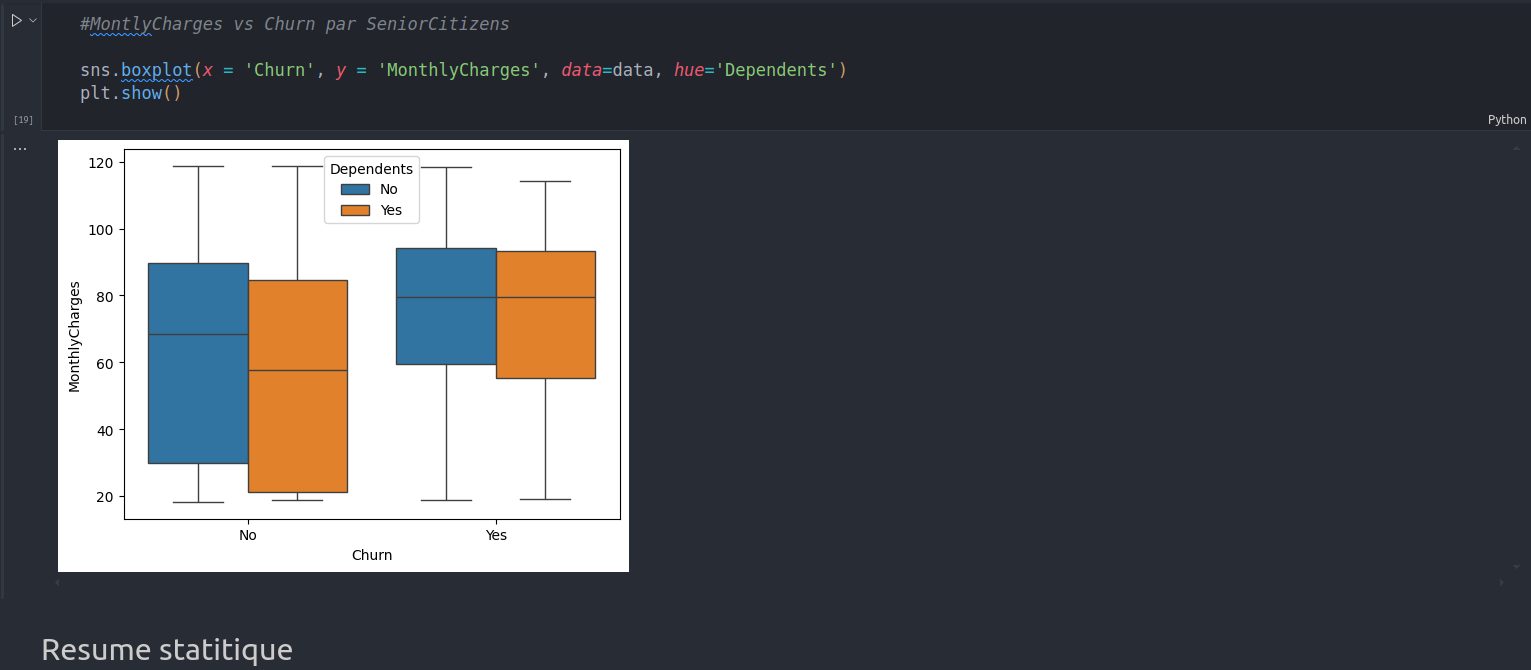 #MontlyCharges vs Churn par SeniorCitizens
sns.boxplot(x = 'Churn', y = 'MonthlyCharges', data=data, hue='Dependents')
plt.show()
[19]
Python
...
Dependents
No
Yes
120
100
80
60
40
20
MonthlyCharges
No
Yes
Churn
Resume statitique